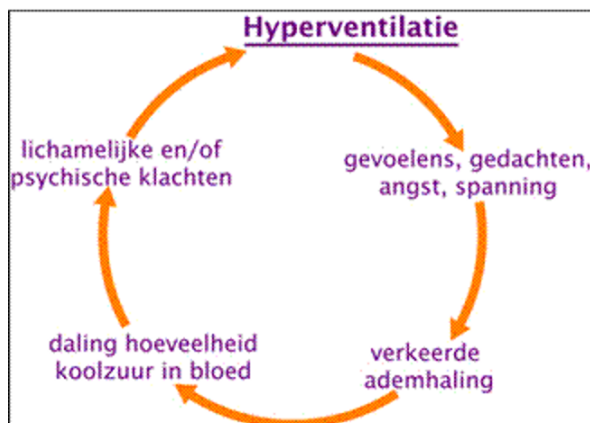 Hyperventilatie
gevoelens, gedachten,
angst, spanning
verkeerde
ademhaling
daling hoeveelheid
koolzuur in bloed
lichamelijke en/of
psychische klachten